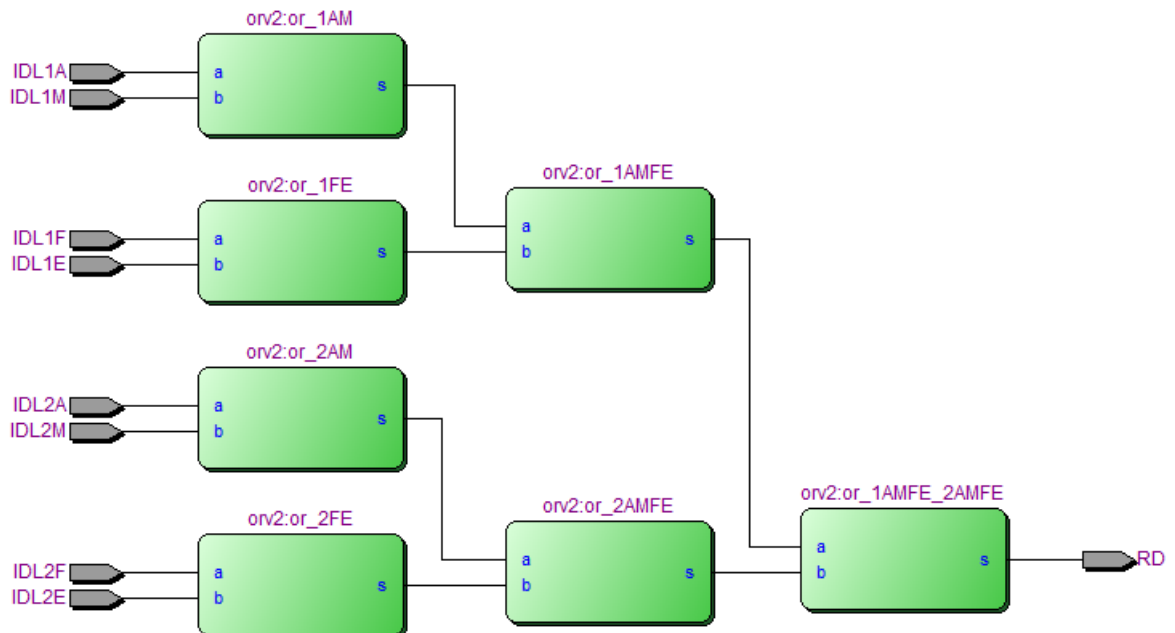 orv2:or_1AM
IDL1A
a
IDL1M
b
s
orv2:or_1FE
IDL1F
a
IDL1E
b
s
orv2:or_1AMFE
a
b
s
orv2:or_2AM
IDL2A
a
IDL2M
b
s
orv2:or_2FE
IDL2F
a
IDL2E
b
s
orv2:or_2AMFE
a
b
s
orv2:or_1AMFE_2AMFE
a
b
s
RD